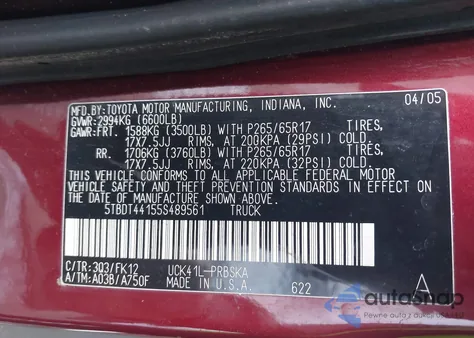 MFD.BY:TOYOTA MOTOR MANUFACTURING, INDIANA, INC. 04/05
GVWR:2994KG (6600LB)
GAWR:FRT. 1588KG (3500LB) WITH P265/65R17 TIRES,
17X7.5JJ RIMS, AT 200KPA (29PSI) COLD.
RR. 1706KG (3760LB) WITH P265/65R17 TIRES,
17X7.5JJ RIMS, AT 220KPA (32PSI) COLD.
THIS VEHICLE CONFORMS TO ALL APPLICABLE FEDERAL MOTOR
VEHICLE SAFETY AND THEFT PREVENTION STANDARDS IN
EFFECT ON THE DATE OF MANUFACTURE SHOWN ABOVE.
5TBDT44155S489561 TRUCK
C/TR:3Q3/FK12 UCK41L-PRBSKA
A/TM:A03B/A750F MADE IN U.S.A. 622 A
autosnap